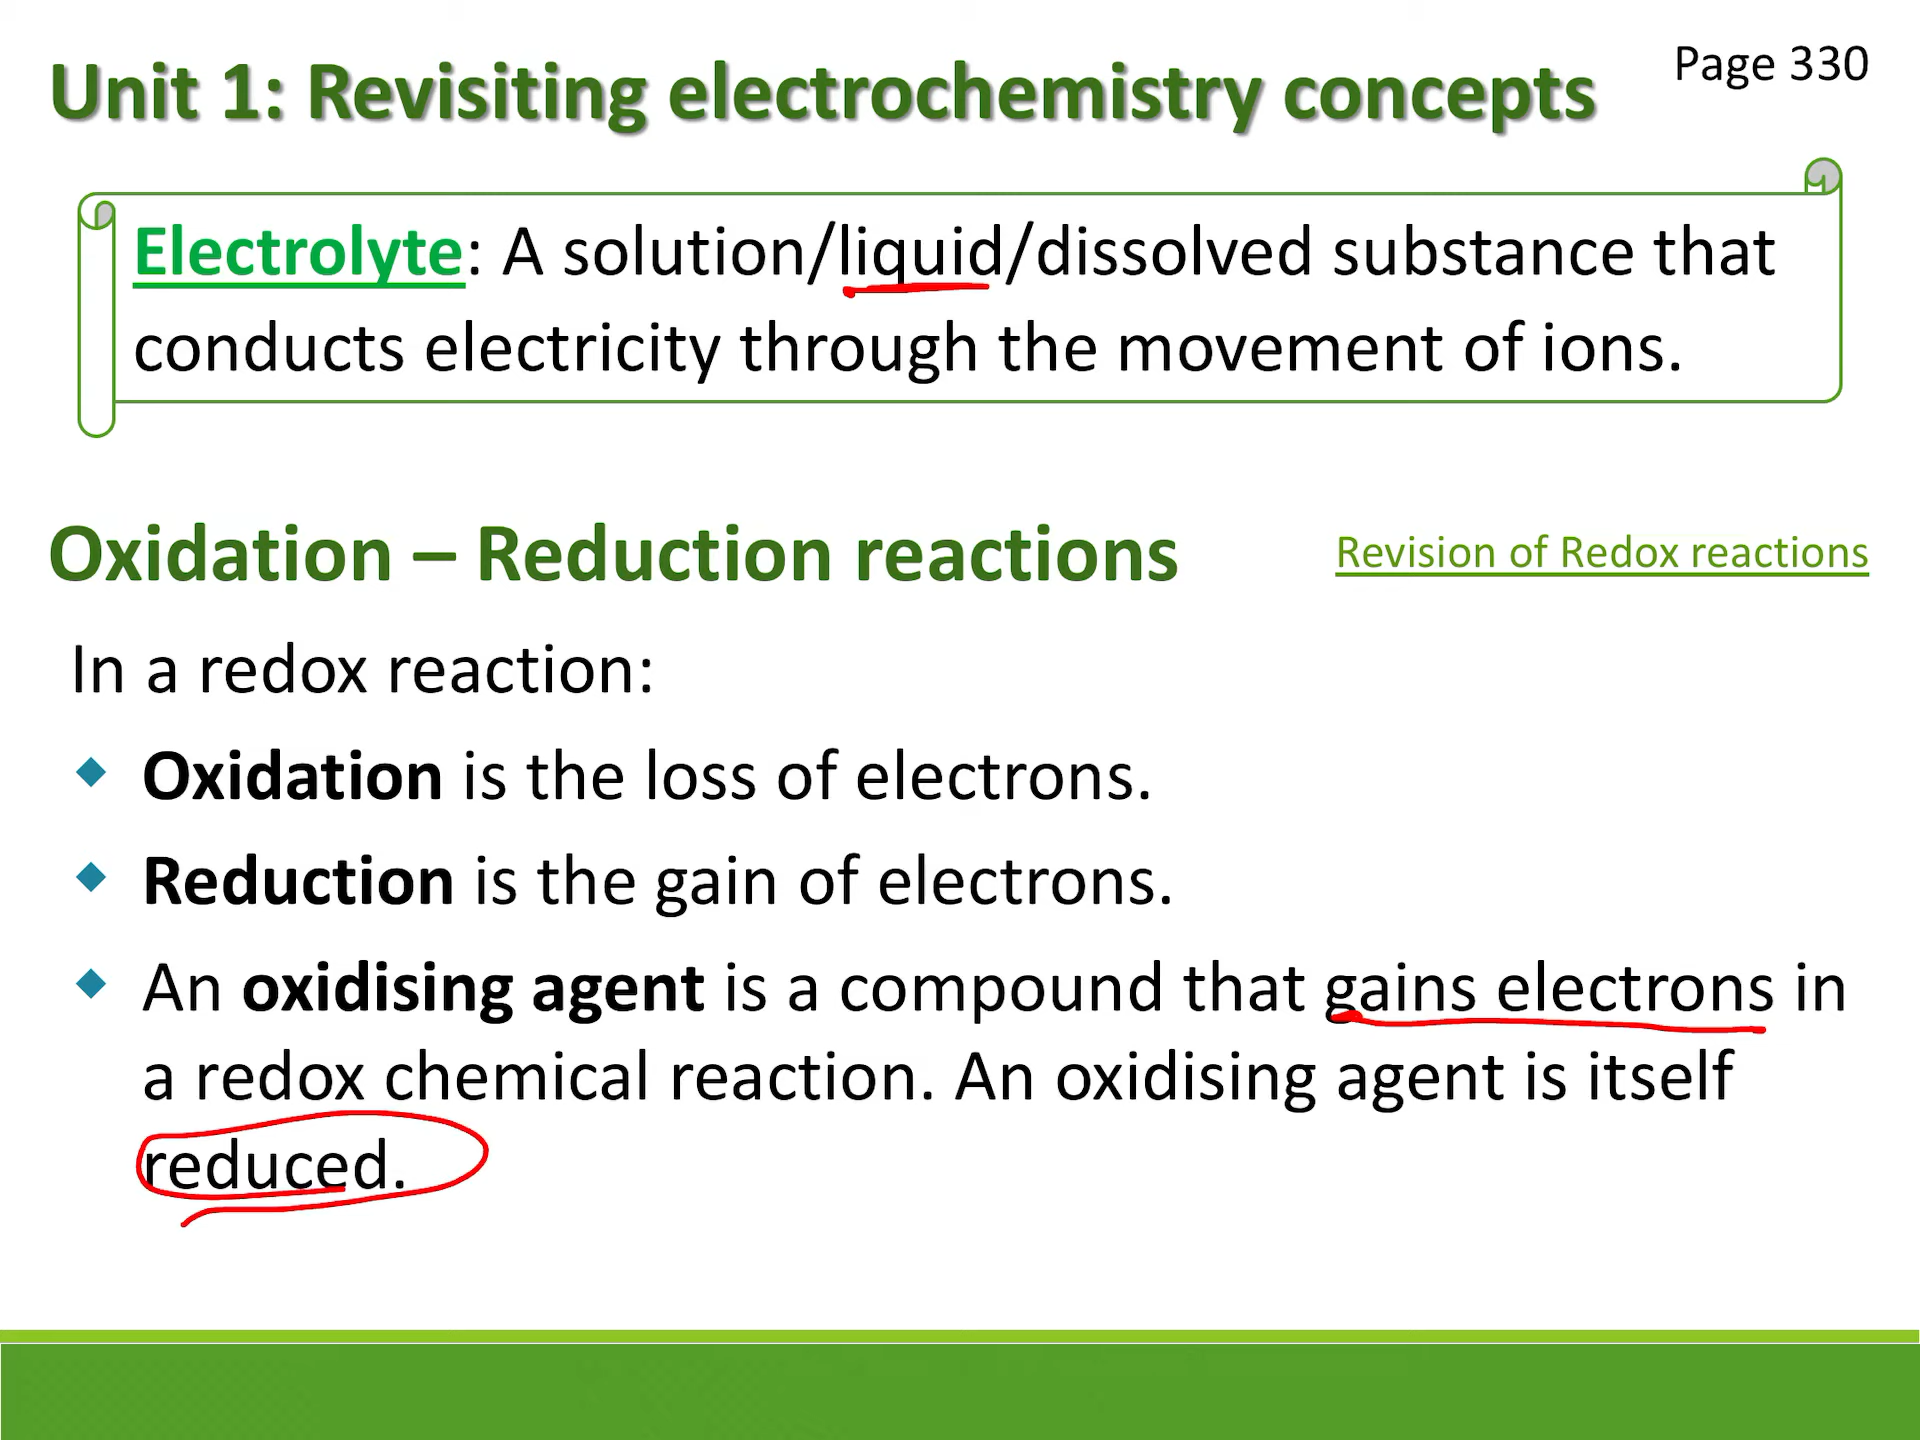 Unit 1: Revisiting electrochemistry concepts
Page 330
Electrolyte: A solution/liquid/dissolved substance that
conducts electricity through the movement of ions.
Oxidation – Reduction reactions
Revision of Redox reactions
In a redox reaction:
Oxidation is the loss of electrons.
Reduction is the gain of electrons.
An oxidising agent is a compound that gains electrons in
a redox chemical reaction. An oxidising agent is itself
reduced.